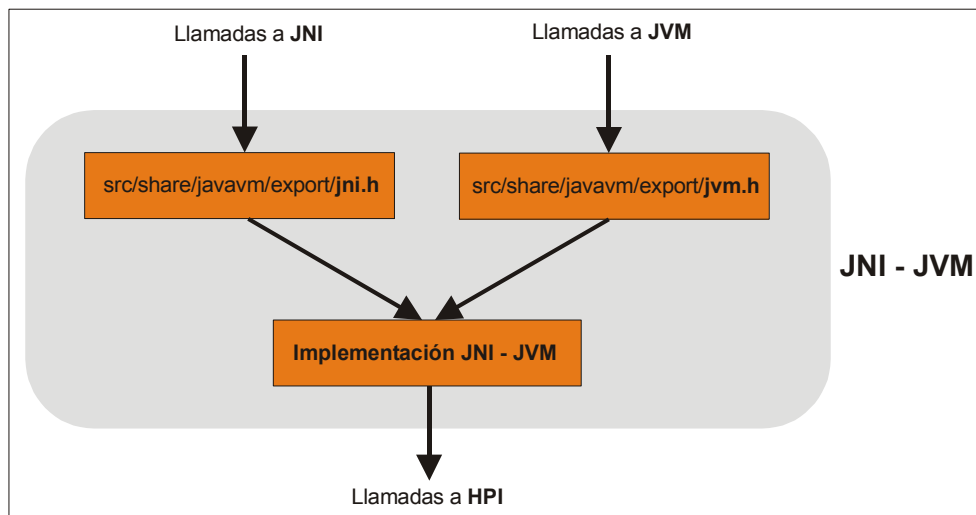 Llamadas a JNI
Llamadas a JVM
src/share/javavm/export/jni.h
src/share/javavm/export/jvm.h
JNI - JVM
Implementación JNI - JVM
Llamadas a HPI